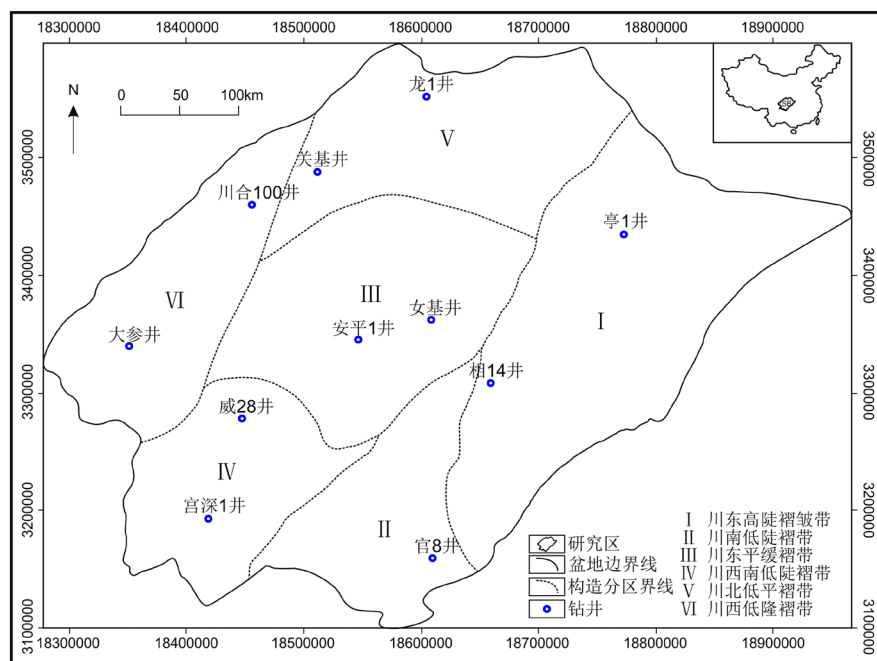 18300000 18400000 18500000 18600000 18700000 18800000 18900000
N
0 50 100km
SB
龙1井
Ⅴ
关基井
川合100井
亭1井
Ⅵ
Ⅲ
女基井
安平1井
Ⅰ
大参井
相14井
威28井
Ⅳ
宫深1井
Ⅱ
官8井
研究区
盆地边界线
构造分区界线
钻井
Ⅰ 川东高陡褶皱带
Ⅱ 川南低陡褶带
Ⅲ 川东平缓褶带
Ⅳ 川西南低陡褶带
Ⅴ 川北低平褶带
Ⅵ 川西低隆褶带
3500000
3400000
3300000
3200000
3100000
3500000
3400000
3300000
3200000
3100000
18300000 18400000 18500000 18600000 18700000 18800000 18900000